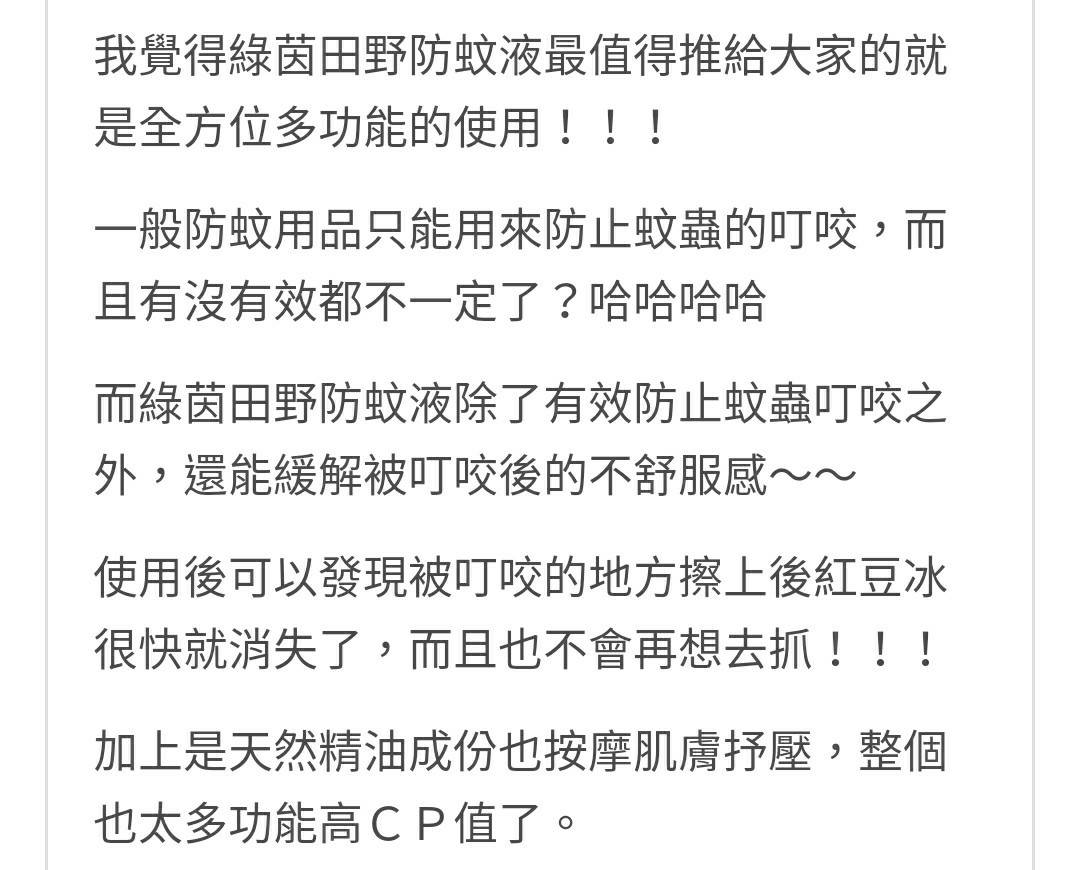 我覺得綠茵田野防蚊液最值得推給大家的就
是全方位多功能的使用！！！
一般防蚊用品只能用來防止蚊蟲的叮咬，而
且有沒有效都不一定了？哈哈哈哈
而綠茵田野防蚊液除了有效防止蚊蟲叮咬之
外，還能緩解被叮咬後的不舒服感～～
使用後可以發現被叮咬的地方擦上後紅豆冰
很快就消失了，而且也不會再想去抓！！！
加上是天然精油成份也按摩肌膚抒壓，整個
也太多功能高ＣＰ值了。